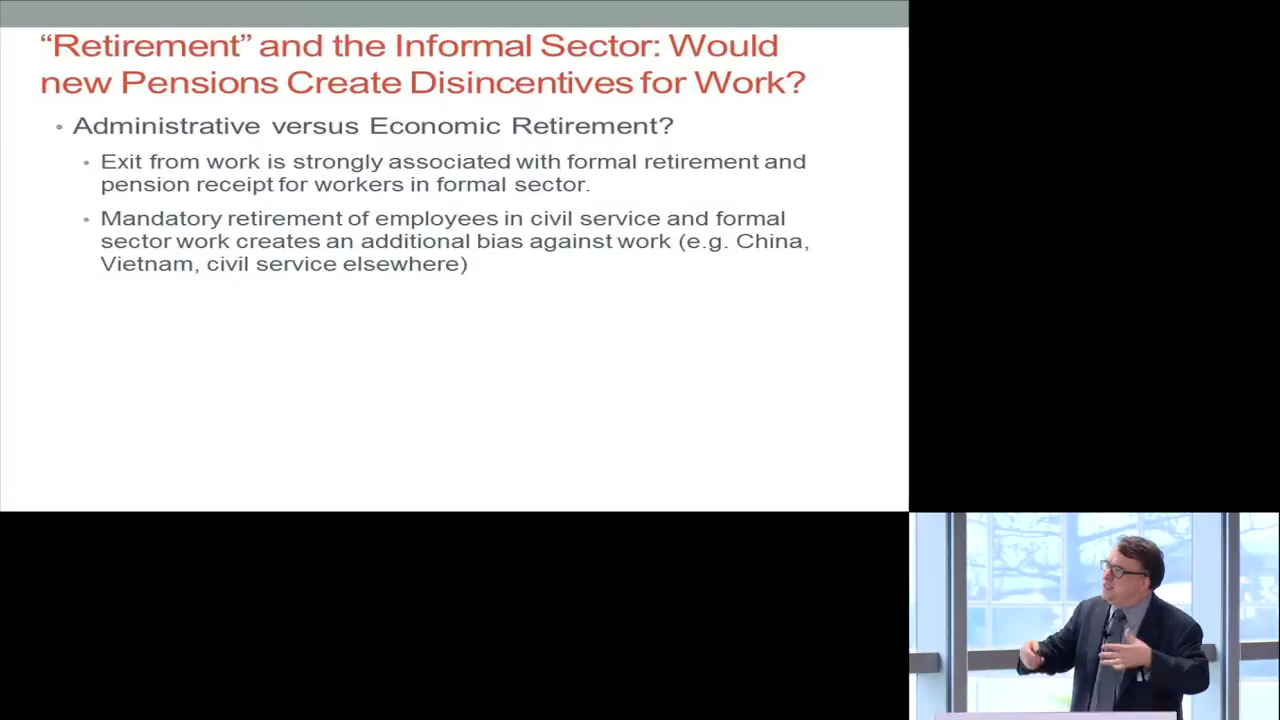 “Retirement” and the Informal Sector: Would
new Pensions Create Disincentives for Work?
• Administrative versus Economic Retirement?
• Exit from work is strongly associated with formal retirement and
pension receipt for workers in formal sector.
• Mandatory retirement of employees in civil service and formal
sector work creates an additional bias against work (e.g. China,
Vietnam, civil service elsewhere)